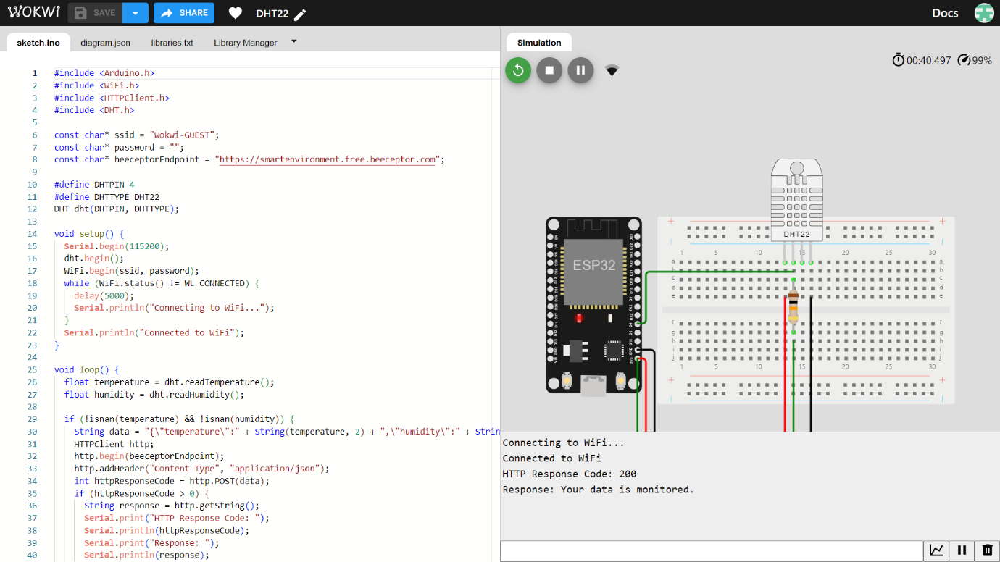 WOKWi SAVE SHARE DHT22 Docs
sketch.ino diagram.json libraries.txt Library Manager
Simulation
00:40.497 99%
1 #include <Arduino.h>
2 #include <WiFi.h>
3 #include <HTTPClient.h>
4 #include <DHT.h>
5
6 const char* ssid = "Wokwi-GUEST";
7 const char* password = "";
8 const char* beeceptorEndpoint = "https://smartenvironment.free.beeceptor.com";
9
10 #define DHTPIN 4
11 #define DHTTYPE DHT22
12 DHT dht(DHTPIN, DHTTYPE);
13
14 void setup() {
15 Serial.begin(115200);
16 dht.begin();
17 WiFi.begin(ssid, password);
18 while (WiFi.status() != WL_CONNECTED) {
19 delay(5000);
20 Serial.println("Connecting to WiFi...");
21 }
22 Serial.println("Connected to WiFi");
23 }
24
25 void loop() {
26 float temperature = dht.readTemperature();
27 float humidity = dht.readHumidity();
28
29 if (!isnan(temperature) && !isnan(humidity)) {
30 String data = "{\"temperature\":" + String(temperature, 2) + ",\"humidity\":" + Strin
31 HTTPClient http;
32 http.begin(beeceptorEndpoint);
33 http.addHeader("Content-Type", "application/json");
34 int httpResponseCode = http.POST(data);
35 if (httpResponseCode > 0) {
36 String response = http.getString();
37 Serial.print("HTTP Response Code: ");
38 Serial.println(httpResponseCode);
39 Serial.print("Response: ");
40 Serial.println(response);
DHT22
ESP32
1 5 10 15 20 25 30
a a
b b
c c
d d
e e
f f
g g
h h
i i
j j
1 5 10 15 20 25 30
Connecting to WiFi...
Connected to WiFi
HTTP Response Code: 200
Response: Your data is monitored.